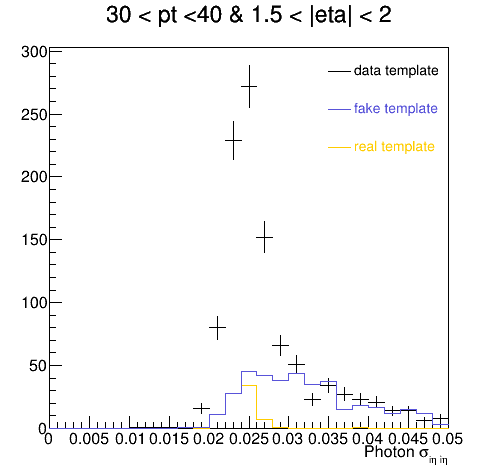 30 < pt <40 & 1.5 < |eta| < 2
300
data template
250
fake template
200
real template
150
100
50
0
0 0.005 0.01 0.015 0.02 0.025 0.03 0.035 0.04 0.045 0.05
Photon σiη iη